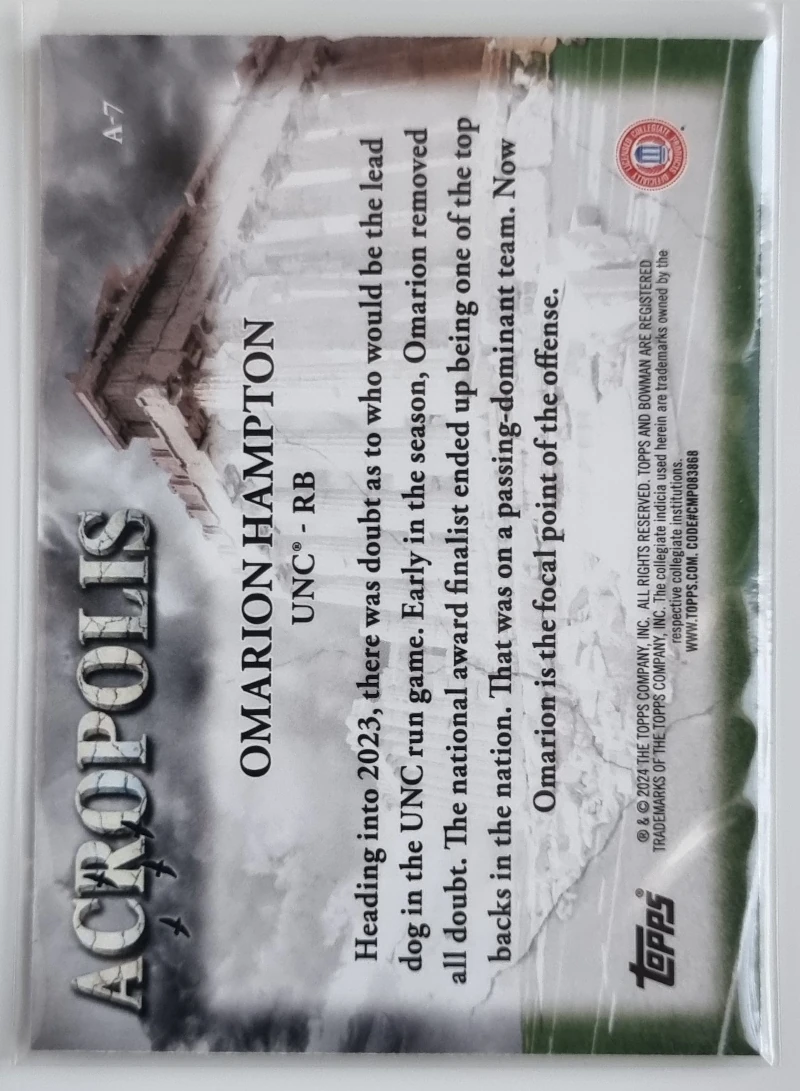 ACROPOLIS
A-7
OMARION HAMPTON
UNC® - RB
Heading into 2023, there was doubt as to who would be the lead
dog in the UNC run game. Early in the season, Omarion removed
all doubt. The national award finalist ended up being one of the top
backs in the nation. That was on a passing-dominant team. Now
Omarion is the focal point of the offense.
topps®
® & © 2024 THE TOPPS COMPANY, INC. ALL RIGHTS RESERVED. TOPPS AND BOWMAN ARE REGISTERED
TRADEMARKS OF THE TOPPS COMPANY, INC. The collegiate indicia used herein are trademarks owned by the
respective collegiate institutions.
WWW.TOPPS.COM. CODE#CMP083868
OFFICIALLY LICENSED COLLEGIATE PRODUCTS